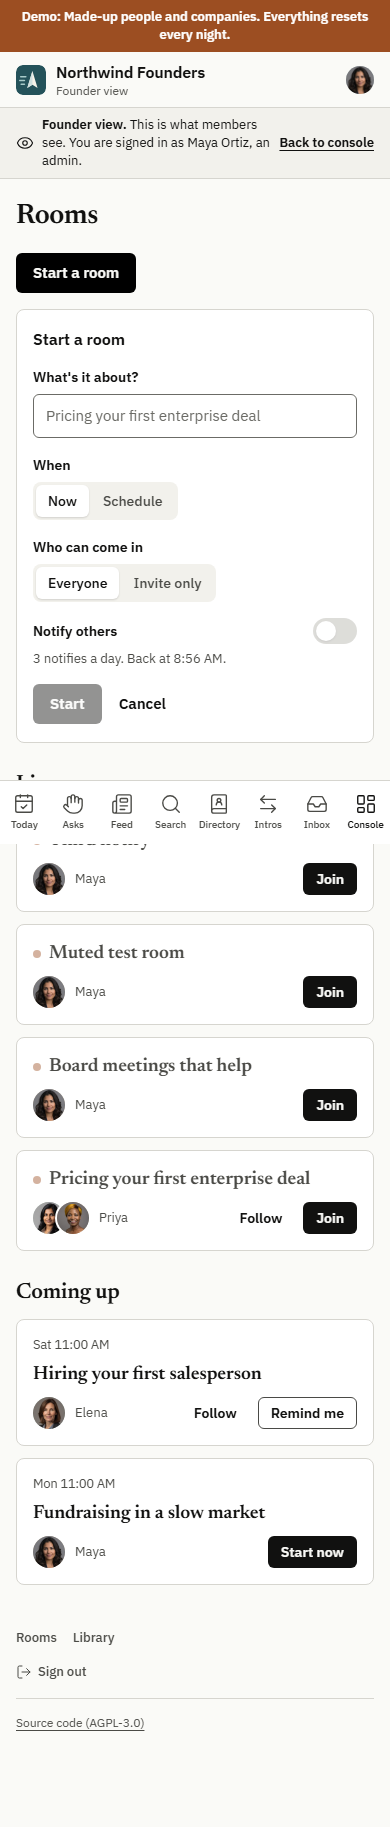 Demo: Made-up people and companies. Everything resets
every night.
Northwind Founders
Founder view
Founder view. This is what members
see. You are signed in as Maya Ortiz, an
admin.
Back to console
Rooms
Start a room
Start a room
What's it about?
Pricing your first enterprise deal
When
Now Schedule
Who can come in
Everyone Invite only
Notify others
3 notifies a day. Back at 8:56 AM.
Start Cancel
Today Asks Feed Search Directory Intros Inbox Console
Maya Join
Muted test room
Maya Join
Board meetings that help
Maya Join
Pricing your first enterprise deal
Priya Follow Join
Coming up
Sat 11:00 AM
Hiring your first salesperson
Elena Follow Remind me
Mon 11:00 AM
Fundraising in a slow market
Maya Start now
Rooms Library
Sign out
Source code (AGPL-3.0)